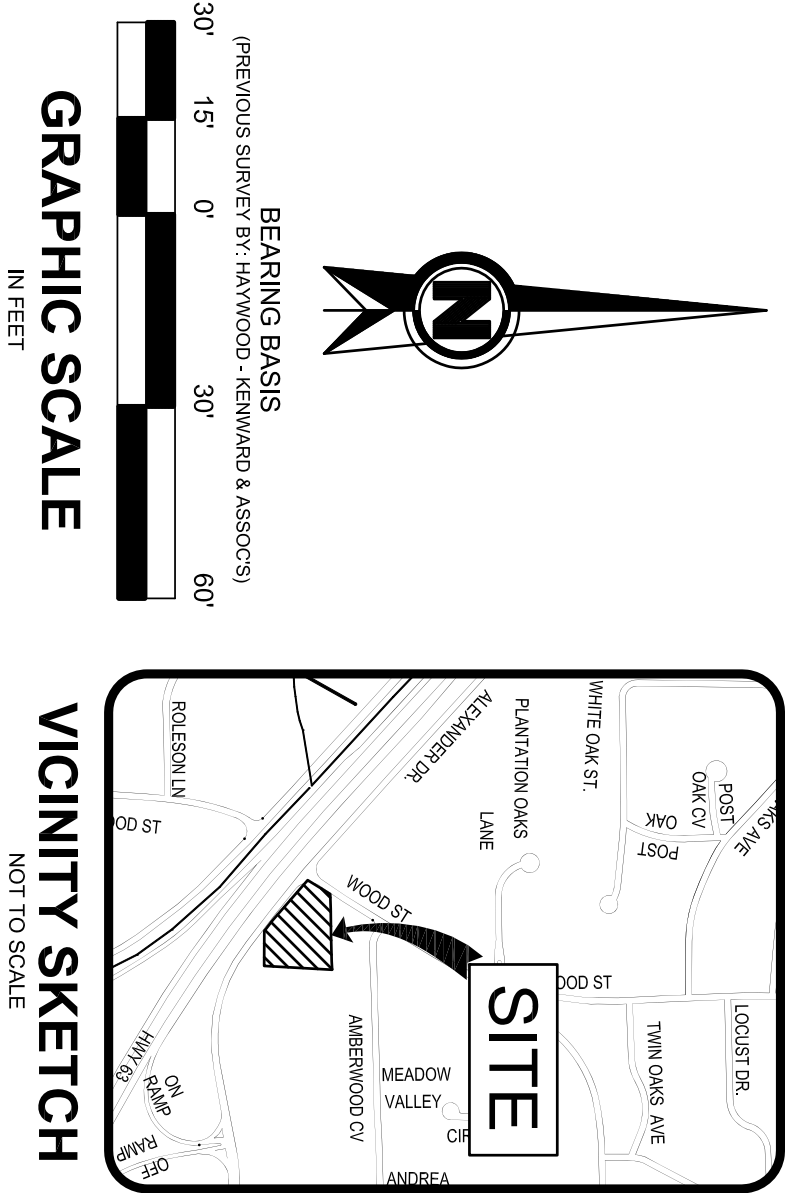 N
BEARING BASIS
(PREVIOUS SURVEY BY: HAYWOOD - KENWARD & ASSOC'S)
30' 15' 0' 30' 60'
GRAPHIC SCALE
IN FEET
POST
OAK CV
KS AVE
OAK
POST
WHITE OAK ST.
PLANTATION OAKS
LANE
ALEXANDER DR.
WOOD ST
ROLESON LN
OOD ST
LOCUST DR.
TWIN OAKS AVE
OOD ST
SITE
MEADOW
VALLEY
CIR
ANDREA
AMBERWOOD CV
HWY 63
ON
RAMP
OFF
RAMP
VICINITY SKETCH
NOT TO SCALE